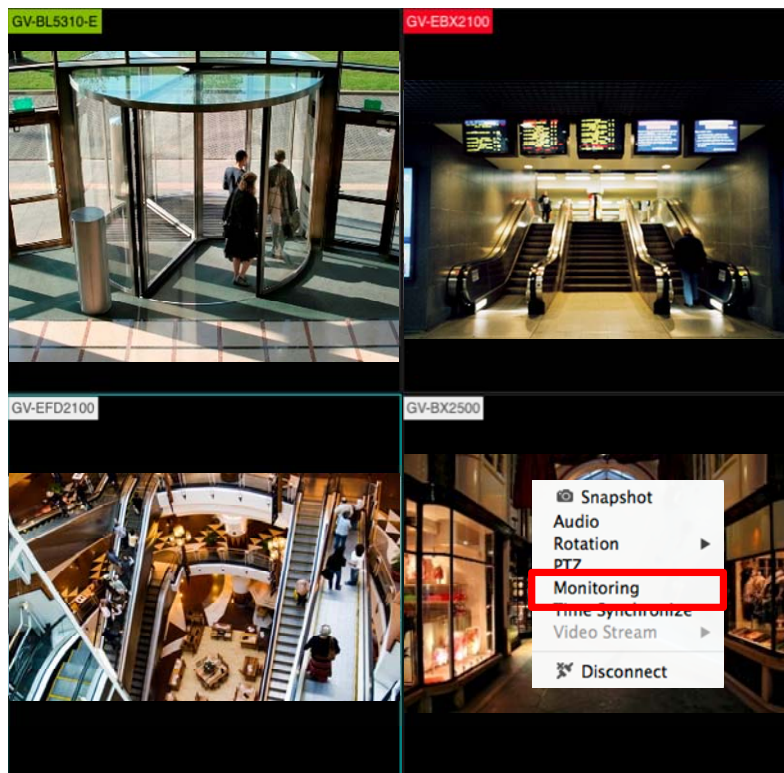 GV-BL5310-E
GV-EBX2100
GV-EFD2100
GV-BX2500
Snapshot
Audio
Rotation
PTZ
Monitoring
Time Synchronize
Video Stream
Disconnect